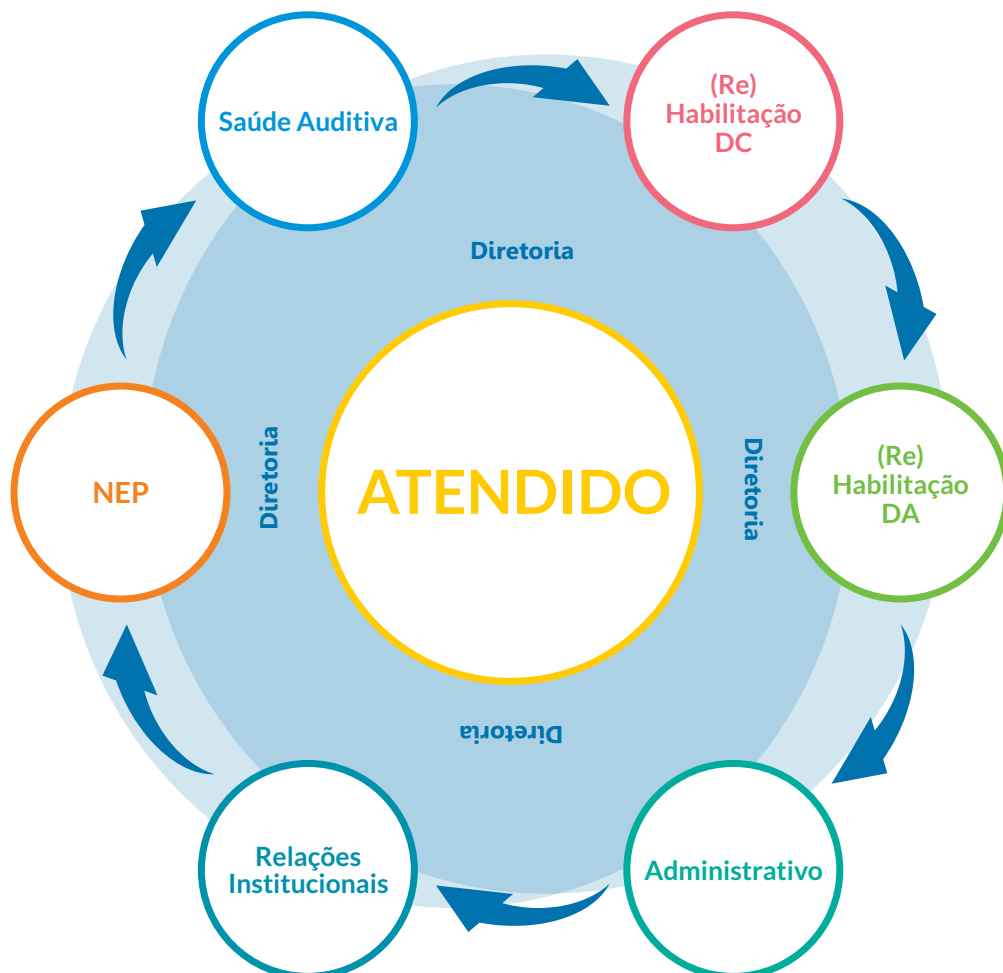 Saúde Auditiva
(Re)
Habilitação
DC
Diretoria
Diretoria
ATENDIDO
Diretoria
NEP
(Re)
Habilitação
DA
Diretoria
Relações
Institucionais
Administrativo